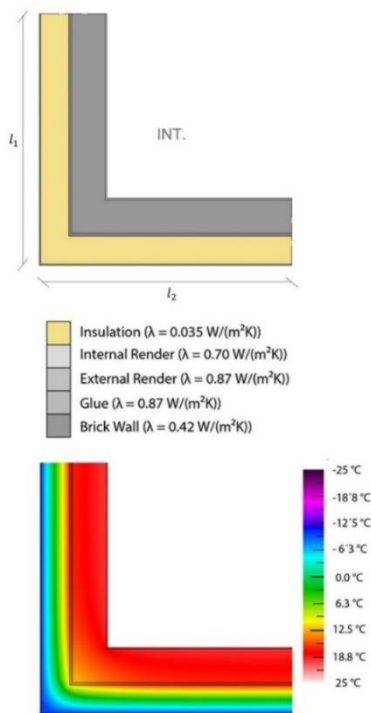 l₁
INT.
l₂
Insulation (λ = 0.035 W/(m²K))
Internal Render (λ = 0.70 W/(m²K))
External Render (λ = 0.87 W/(m²K))
Glue (λ = 0.87 W/(m²K))
Brick Wall (λ = 0.42 W/(m²K))
-25 °C
-18'8 °C
-12'5 °C
-6'3 °C
0.0 °C
6.3 °C
12.5 °C
18.8 °C
25 °C